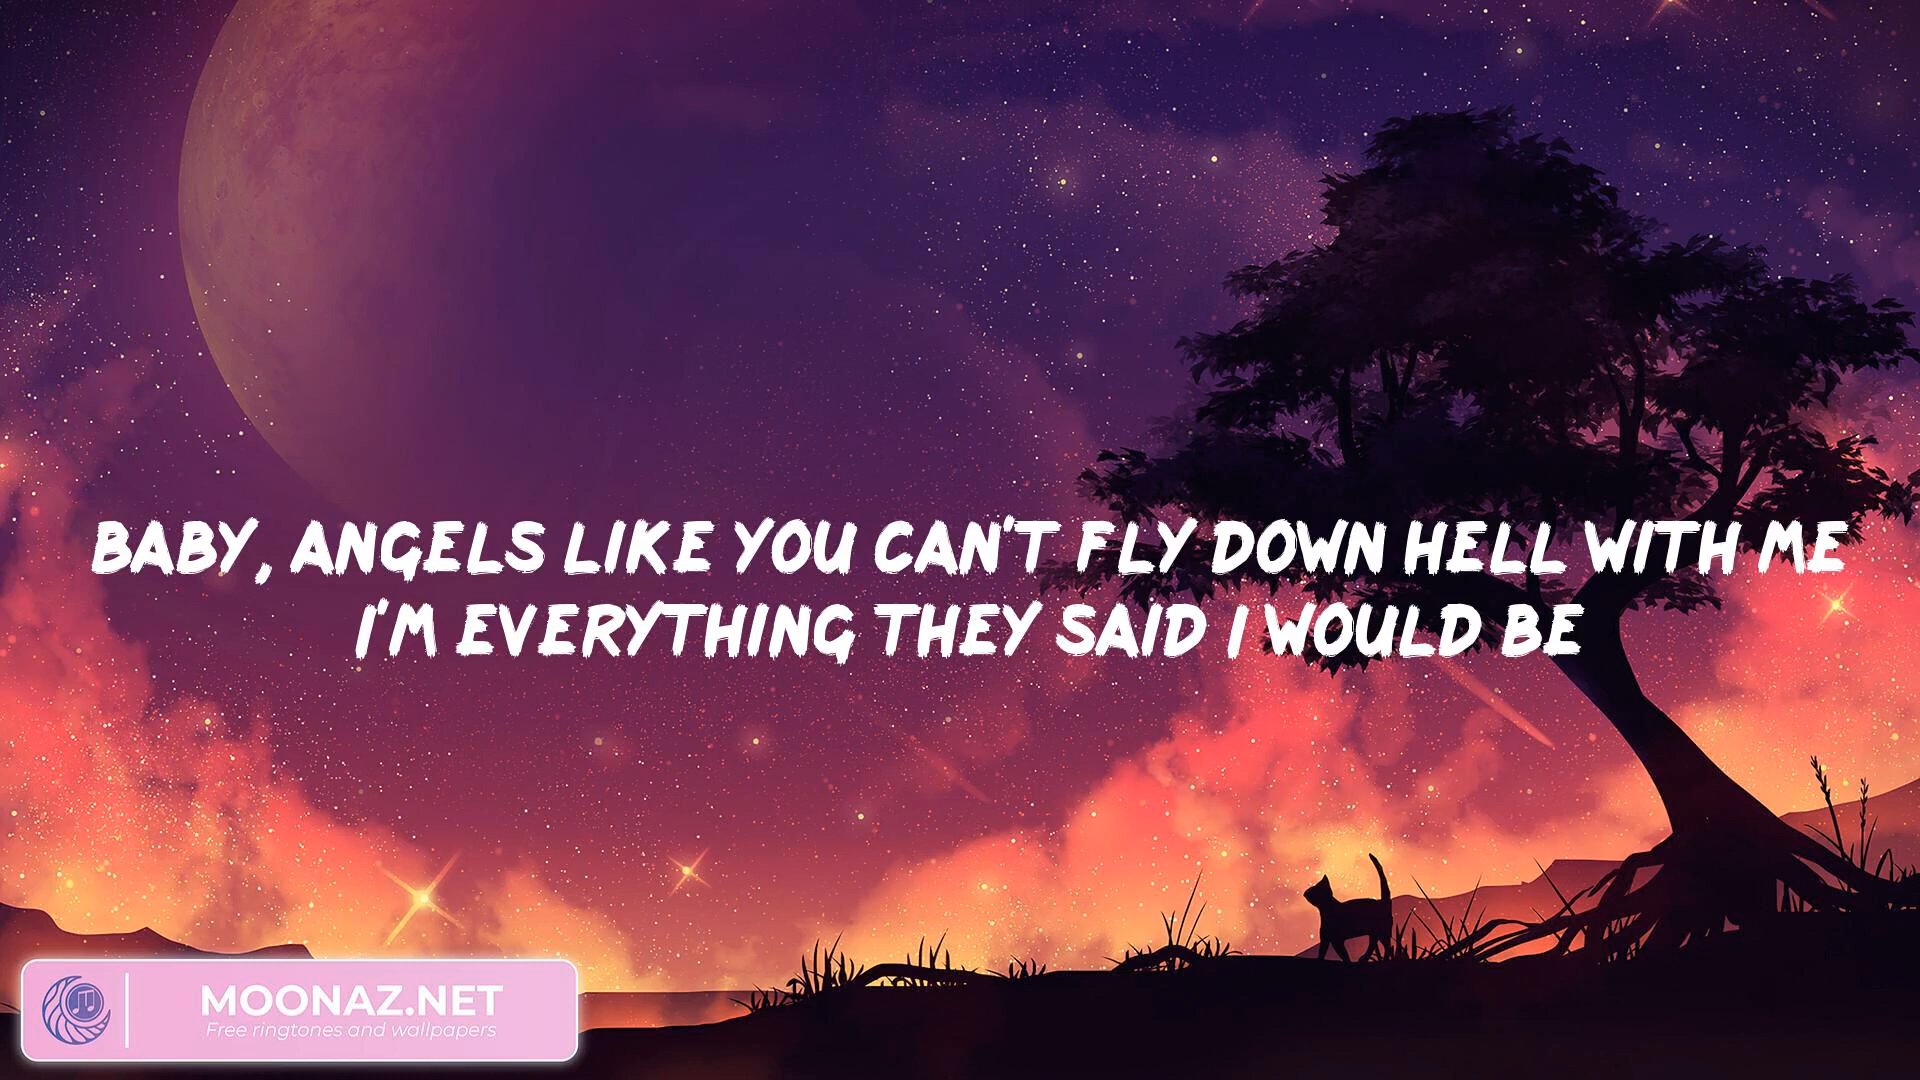 BABY, ANGELS LIKE YOU CAN'T FLY DOWN HELL WITH ME
I'M EVERYTHING THEY SAID I WOULD BE
MOONAZ.NET
Free ringtones and wallpapers